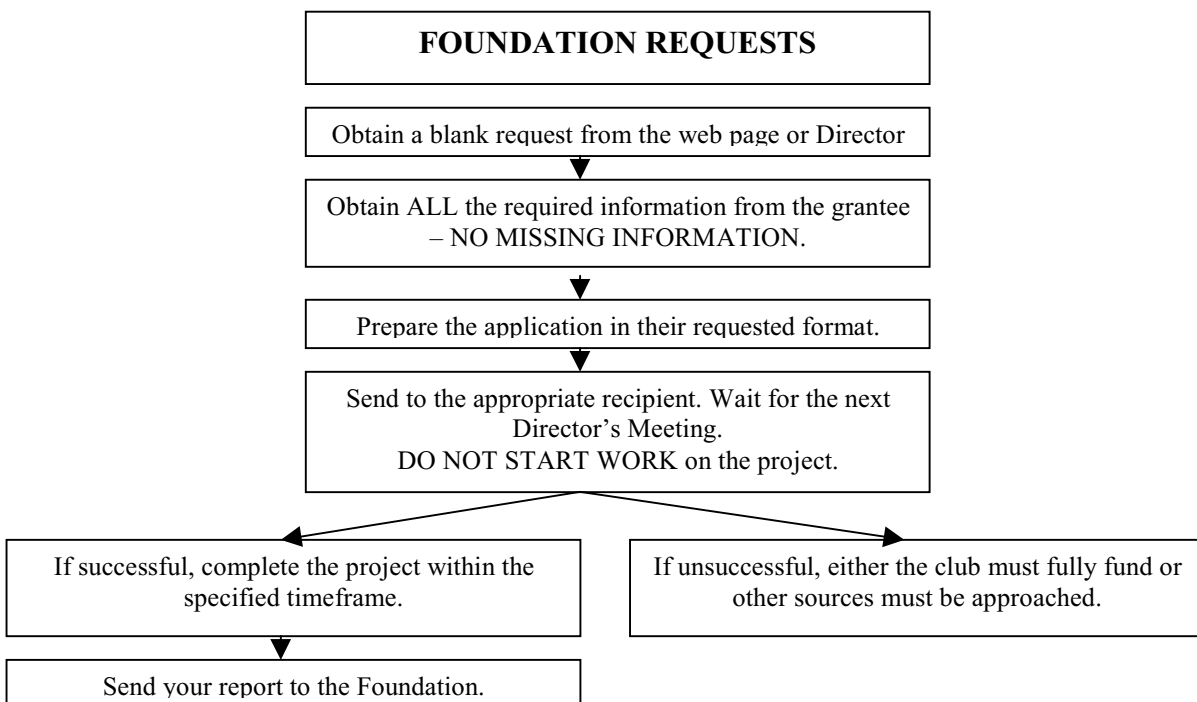 FOUNDATION REQUESTS
Obtain a blank request from the web page or Director
Obtain ALL the required information from the grantee
– NO MISSING INFORMATION.
Prepare the application in their requested format.
Send to the appropriate recipient. Wait for the next
Director’s Meeting.
DO NOT START WORK on the project.
If successful, complete the project within the
specified timeframe.
If unsuccessful, either the club must fully fund or
other sources must be approached.
Send your report to the Foundation.